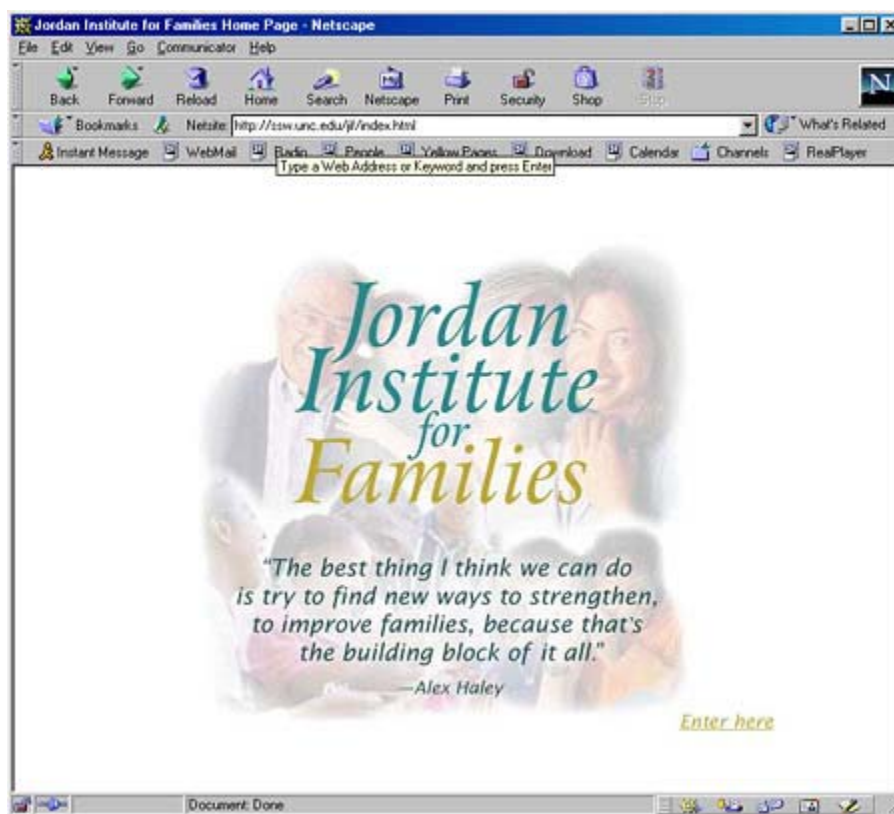 Jordan Institute for Families Home Page - Netscape
File Edit View Go Communicator Help
Back Forward Reload Home Search Netscape Print Security Shop Stop
Bookmarks Netsite: http://ssw.unc.edu/jif/index.html What's Related
Instant Message WebMail Radio People Yellow Pages Download Calendar Channels RealPlayer
Type a Web Address or Keyword and press Enter
Jordan
Institute
for
Families
"The best thing I think we can do
is try to find new ways to strengthen,
to improve families, because that's
the building block of it all."
—Alex Haley
Enter here
Document: Done